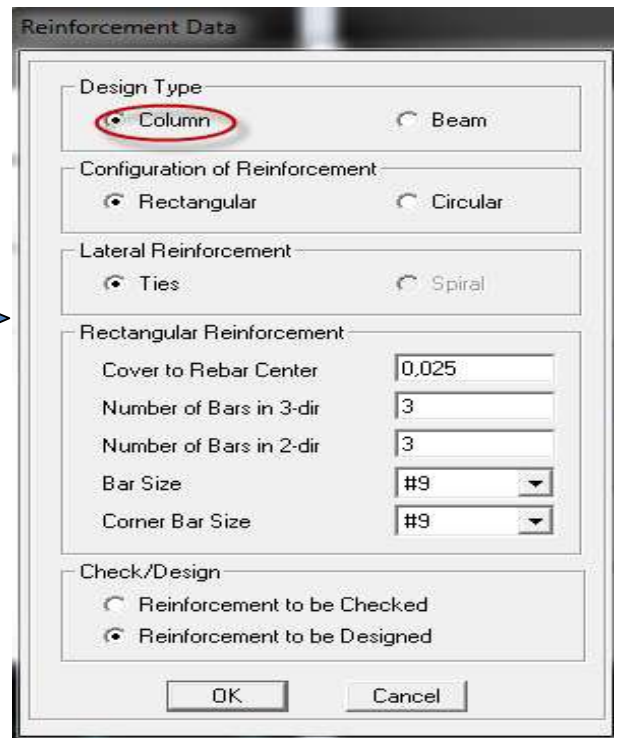 Reinforcement Data
Design Type
Column Beam
Configuration of Reinforcement
Rectangular Circular
Lateral Reinforcement
Ties Spiral
Rectangular Reinforcement
Cover to Rebar Center 0,025
Number of Bars in 3-dir 3
Number of Bars in 2-dir 3
Bar Size #9
Corner Bar Size #9
Check/Design
Reinforcement to be Checked
Reinforcement to be Designed
OK Cancel